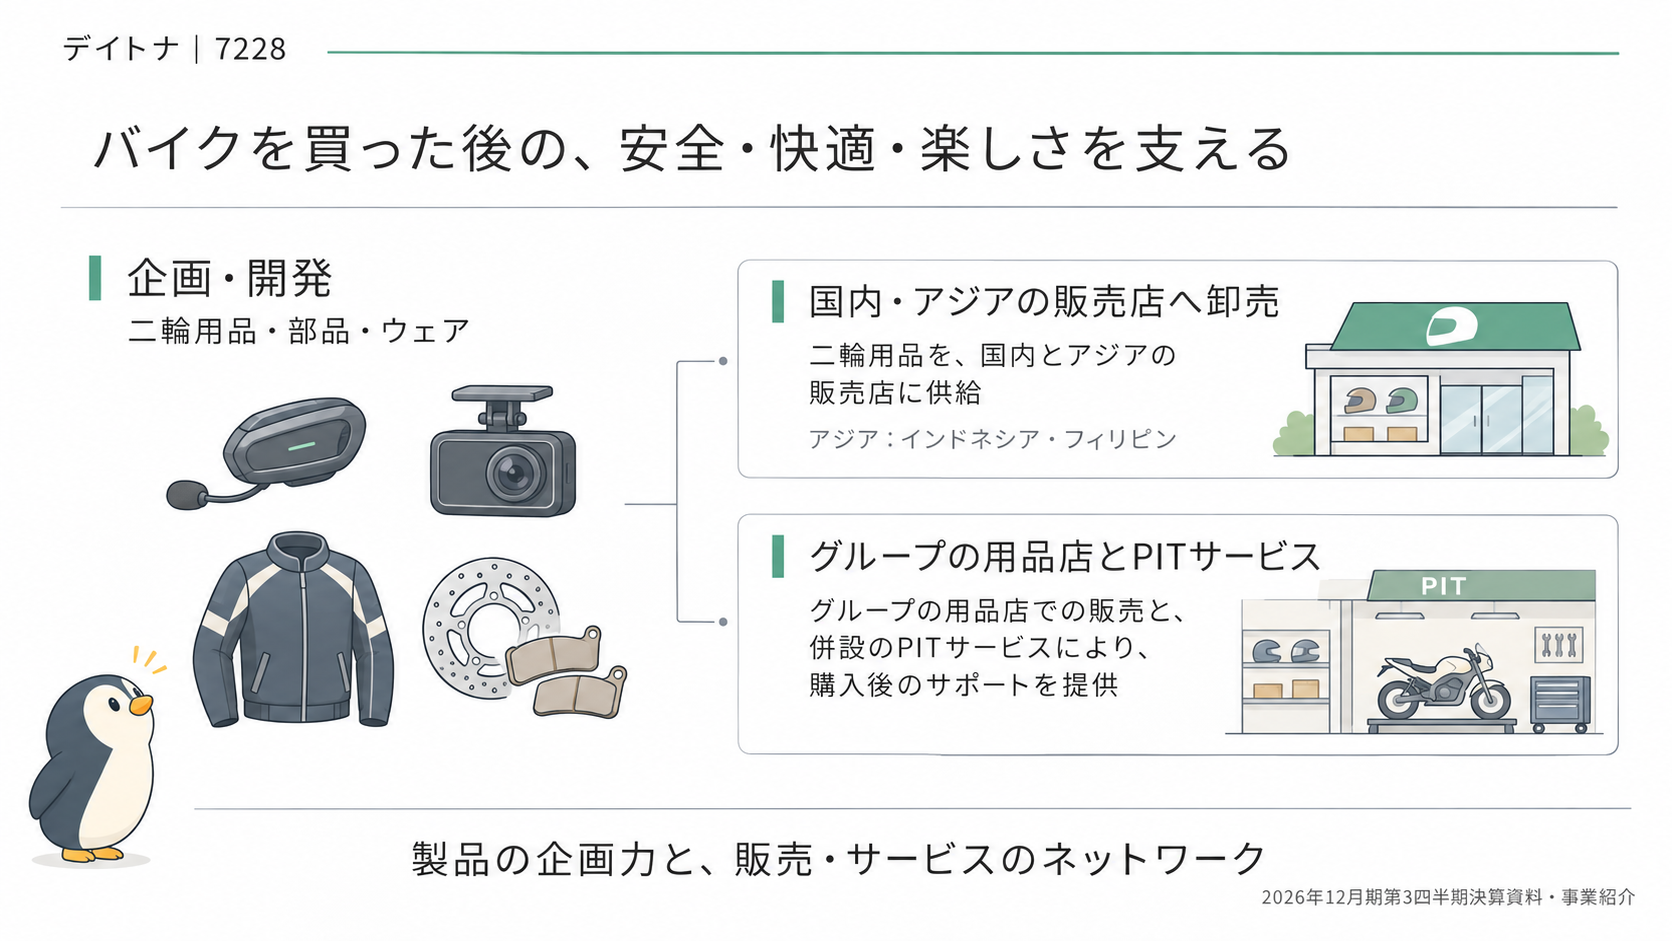 デイトナ | 7228
バイクを買った後の、安全・快適・楽しさを支える
企画・開発
二輪用品・部品・ウェア
国内・アジアの販売店へ卸売
二輪用品を、国内とアジアの
販売店に供給
アジア：インドネシア・フィリピン
グループの用品店とPITサービス
グループの用品店での販売と、
併設のPITサービスにより、
購入後のサポートを提供
PIT
製品の企画力と、販売・サービスのネットワーク
2026年12月期第3四半期決算資料・事業紹介